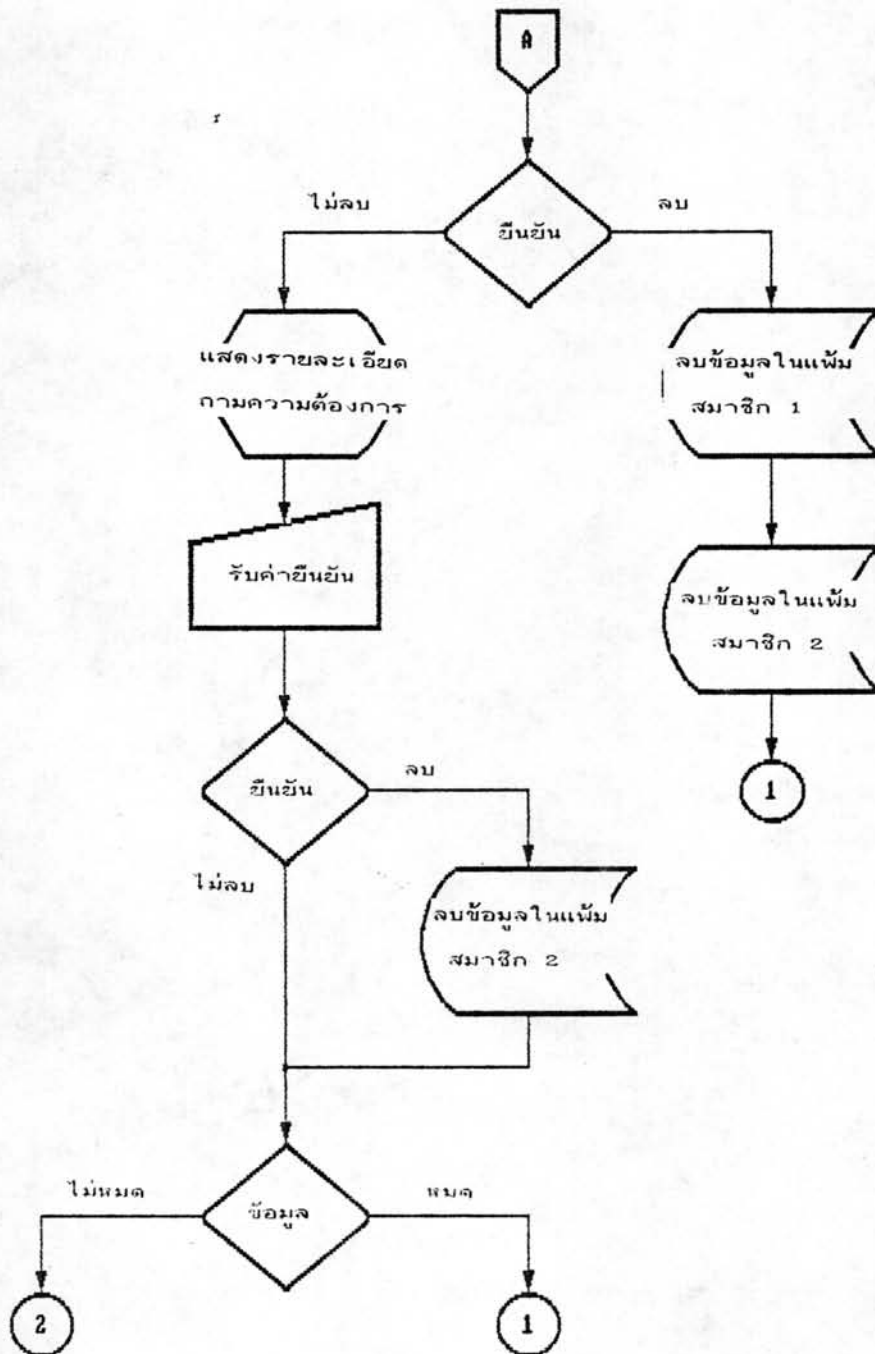 A
ไม่ลบ
ยืนยัน
ลบ
แสดงรายละเอียด
ถามความต้องการ
ลบข้อมูลในแฟ้ม
สมาชิก 1
รับค่ายืนยัน
ลบข้อมูลในแฟ้ม
สมาชิก 2
ยืนยัน
ลบ
1
ไม่ลบ
ลบข้อมูลในแฟ้ม
สมาชิก 2
ไม่หมด
ข้อมูล
หมด
2
1